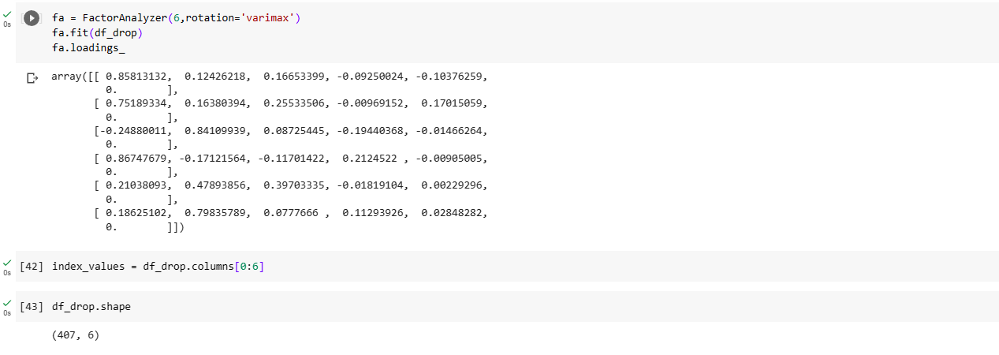 0s
fa = FactorAnalyzer(6,rotation='varimax')
fa.fit(df_drop)
fa.loadings_
array([[ 0.85813132,  0.12426218,  0.16653399, -0.09250024, -0.10376259,
         0.        ],
       [ 0.75189334,  0.16380394,  0.25533506, -0.00969152,  0.17015059,
         0.        ],
       [-0.24880011,  0.84109939,  0.08725445, -0.19440368, -0.01466264,
         0.        ],
       [ 0.86747679, -0.17121564, -0.11701422,  0.2124522 , -0.00905005,
         0.        ],
       [ 0.21038093,  0.47893856,  0.39703335, -0.01819104,  0.00229296,
         0.        ],
       [ 0.18625102,  0.79835789,  0.0777666 ,  0.11293926,  0.02848282,
         0.        ]])
[42] index_values = df_drop.columns[0:6]
0s
[43] df_drop.shape
0s
(407, 6)